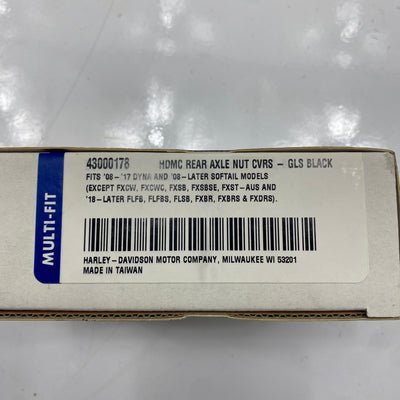 43000178 HDMC REAR AXLE NUT CVRS - GLS BLACK
FITS '08-'17 DYNA AND '08-LATER SOFTAIL MODELS
(EXCEPT FXCW, FXCWC, FXSB, FXSBSE, FXST-AUS AND
'18-LATER FLFB, FLFBS, FLSB, FXBR, FXBRS & FXDRS).
HARLEY-DAVIDSON MOTOR COMPANY, MILWAUKEE WI 53201
MADE IN TAIWAN
MULTI-FIT